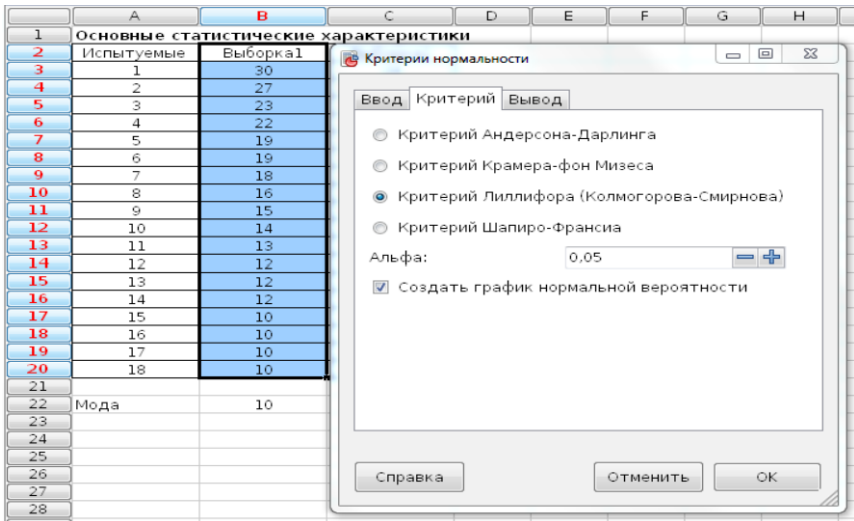 A B C D E F G H
1 Основные статистические характеристики
2 Испытуемые Выборка1
3 1 30
4 2 27
5 3 23
6 4 22
7 5 19
8 6 19
9 7 18
10 8 16
11 9 15
12 10 14
13 11 13
14 12 12
15 13 12
16 14 12
17 15 10
18 16 10
19 17 10
20 18 10
21
22 Мода 10
23
24
25
26
27
28
Критерии нормальности
Ввод Критерий Вывод
Критерий Андерсона-Дарлинга
Критерий Крамера-фон Мизеса
Критерий Лиллифора (Колмогорова-Смирнова)
Критерий Шапиро-Франсиа
Альфа: 0,05
Создать график нормальной вероятности
Справка Отменить ОК